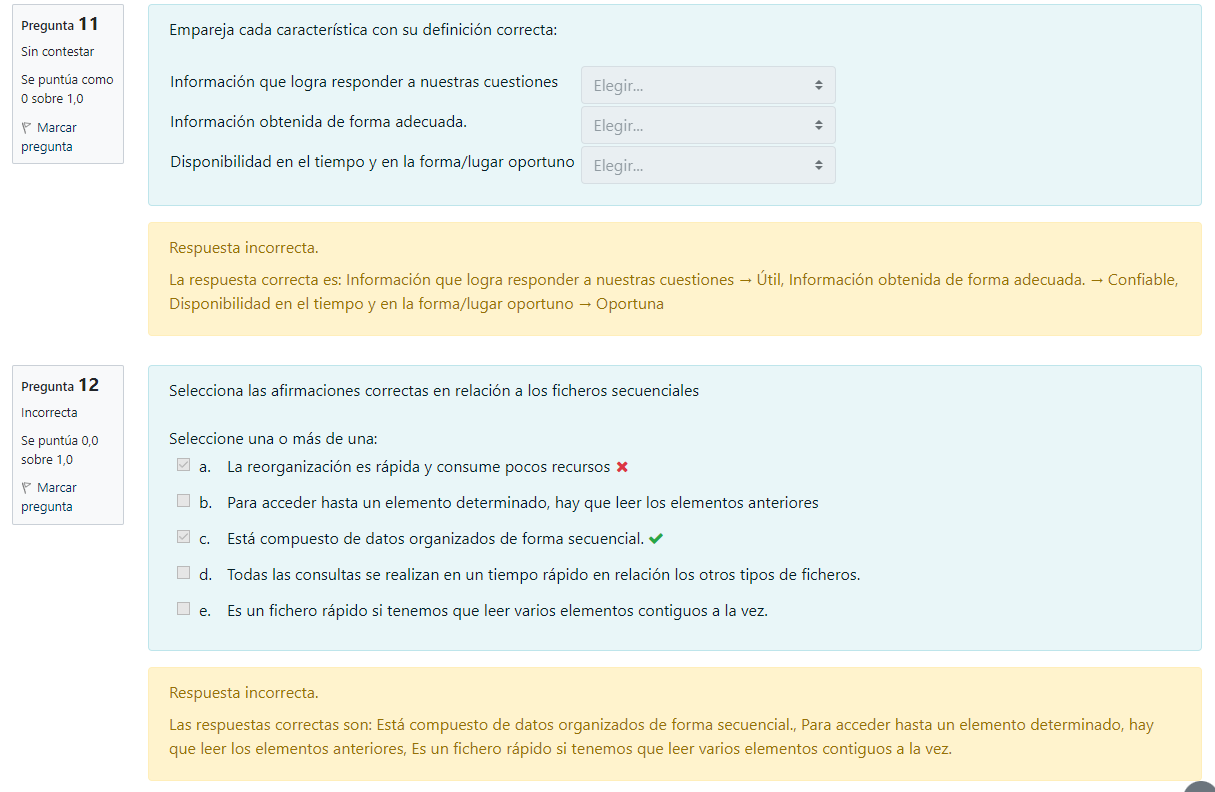 Pregunta 11
Sin contestar
Se puntúa como
0 sobre 1,0
Marcar
pregunta
Empareja cada característica con su definición correcta:
Información que logra responder a nuestras cuestiones
Elegir...
Información obtenida de forma adecuada.
Elegir...
Disponibilidad en el tiempo y en la forma/lugar oportuno
Elegir...
Respuesta incorrecta.
La respuesta correcta es: Información que logra responder a nuestras cuestiones → Útil, Información obtenida de forma adecuada. → Confiable,
Disponibilidad en el tiempo y en la forma/lugar oportuno → Oportuna
Pregunta 12
Incorrecta
Se puntúa 0,0
sobre 1,0
Marcar
pregunta
Selecciona las afirmaciones correctas en relación a los ficheros secuenciales
Seleccione una o más de una:
a. La reorganización es rápida y consume pocos recursos
b. Para acceder hasta un elemento determinado, hay que leer los elementos anteriores
c. Está compuesto de datos organizados de forma secuencial.
d. Todas las consultas se realizan en un tiempo rápido en relación los otros tipos de ficheros.
e. Es un fichero rápido si tenemos que leer varios elementos contiguos a la vez.
Respuesta incorrecta.
Las respuestas correctas son: Está compuesto de datos organizados de forma secuencial., Para acceder hasta un elemento determinado, hay
que leer los elementos anteriores, Es un fichero rápido si tenemos que leer varios elementos contiguos a la vez.